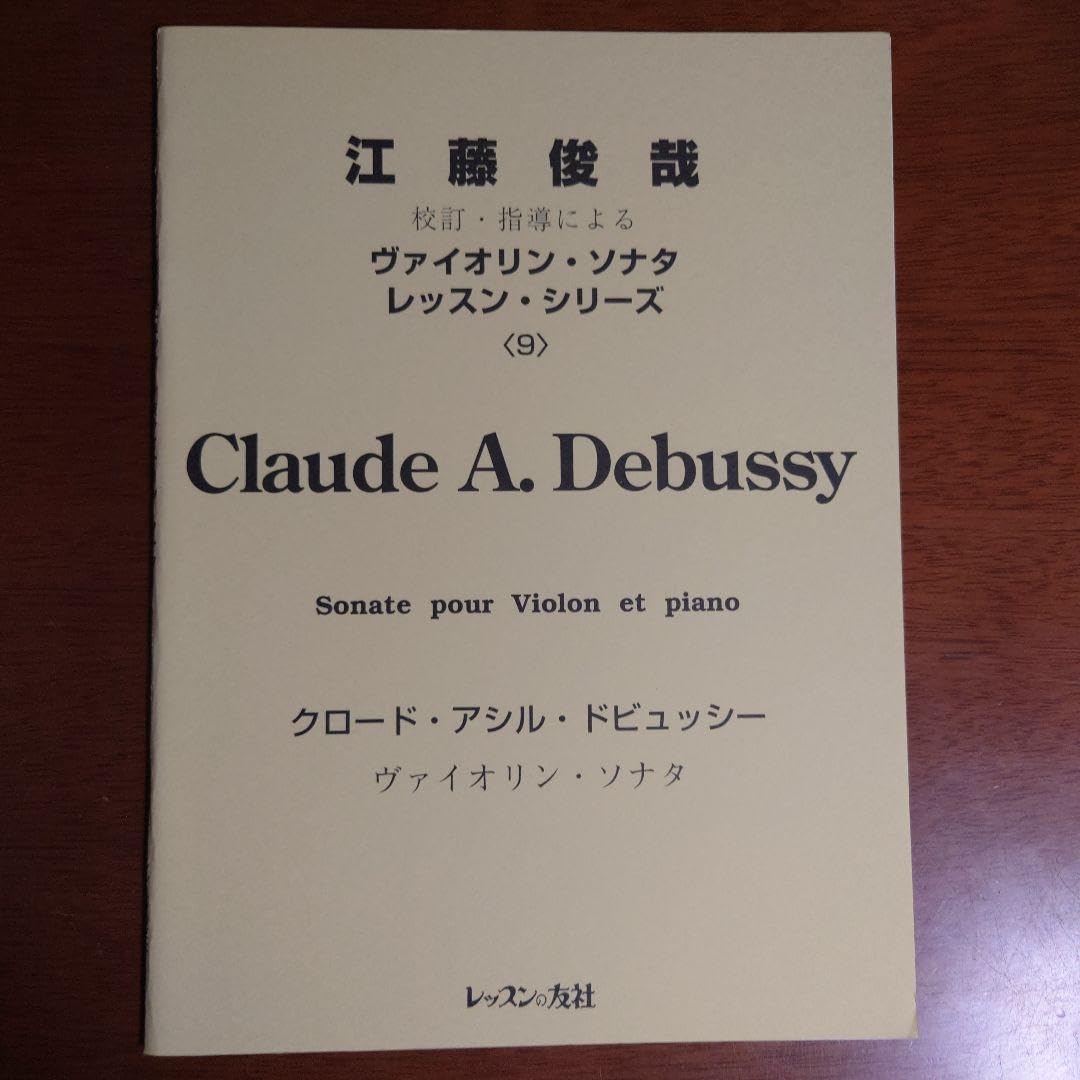 江藤俊哉
校訂・指導による
ヴァイオリン・ソナタ
レッスン・シリーズ
〈9〉
Claude A. Debussy
Sonate pour Violon et piano
クロード・アシル・ドビュッシー
ヴァイオリン・ソナタ
レッスンの友社